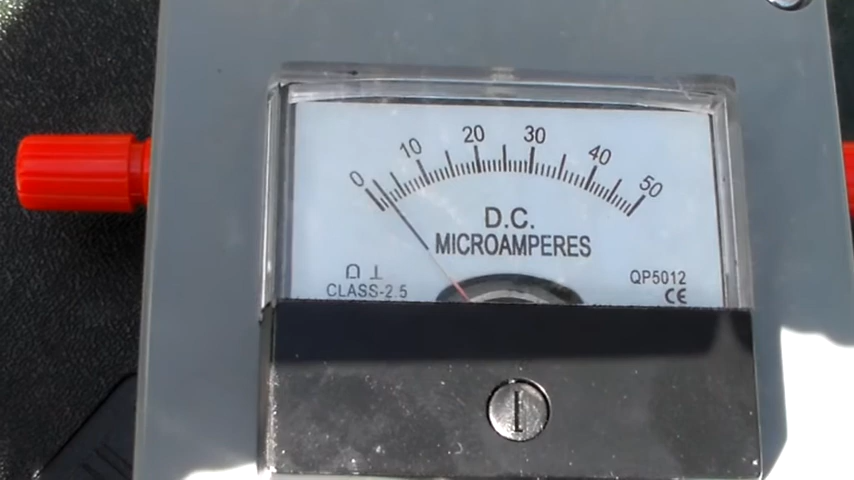 0 10 20 30 40 50
D.C.
MICROAMPERES
CLASS-2.5
QP5012
CE